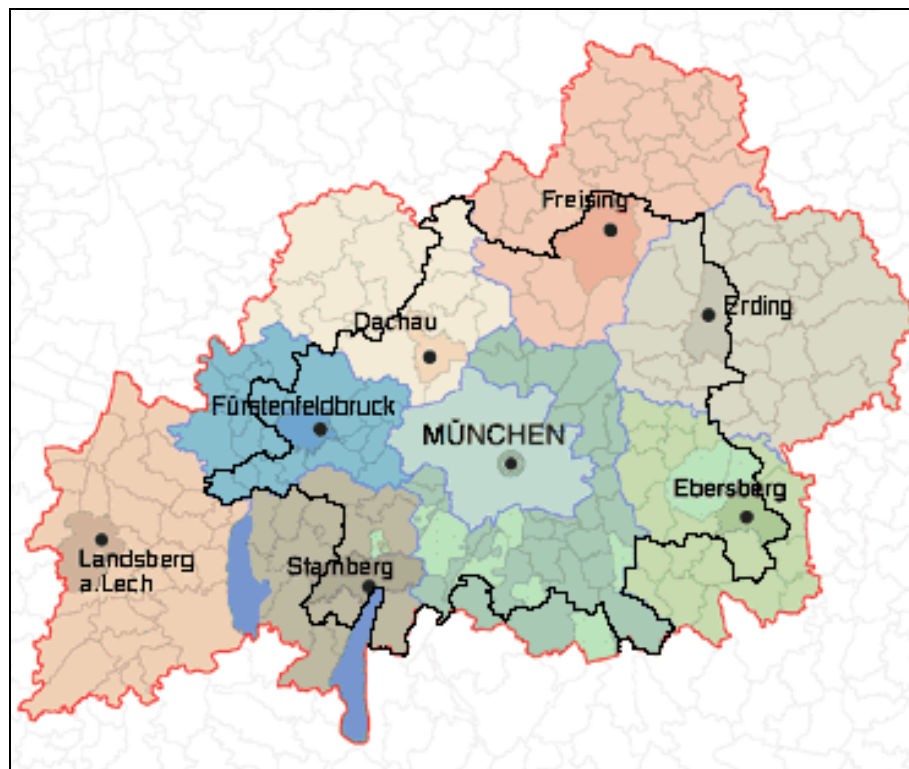 Freising
Erding
Dachau
Fürstenfeldbruck
MÜNCHEN
Ebersberg
Landsberg
a.Lech
Starnberg